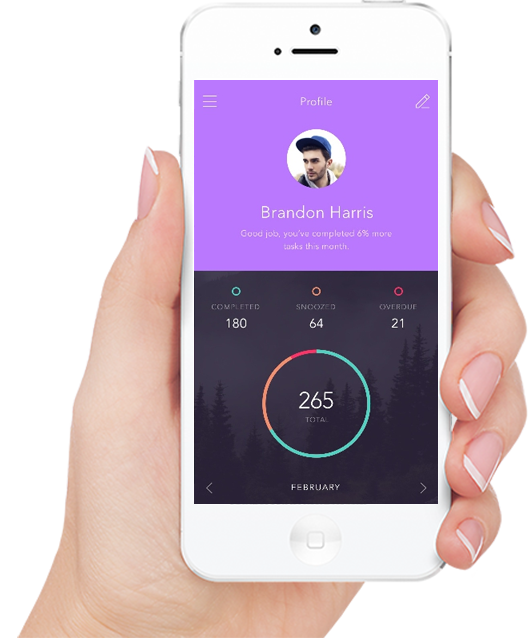 Profile
Brandon Harris
Good job, you've completed 6% more
tasks this month.
COMPLETED SNOOZED OVERDUE
180 64 21
265
TOTAL
FEBRUARY